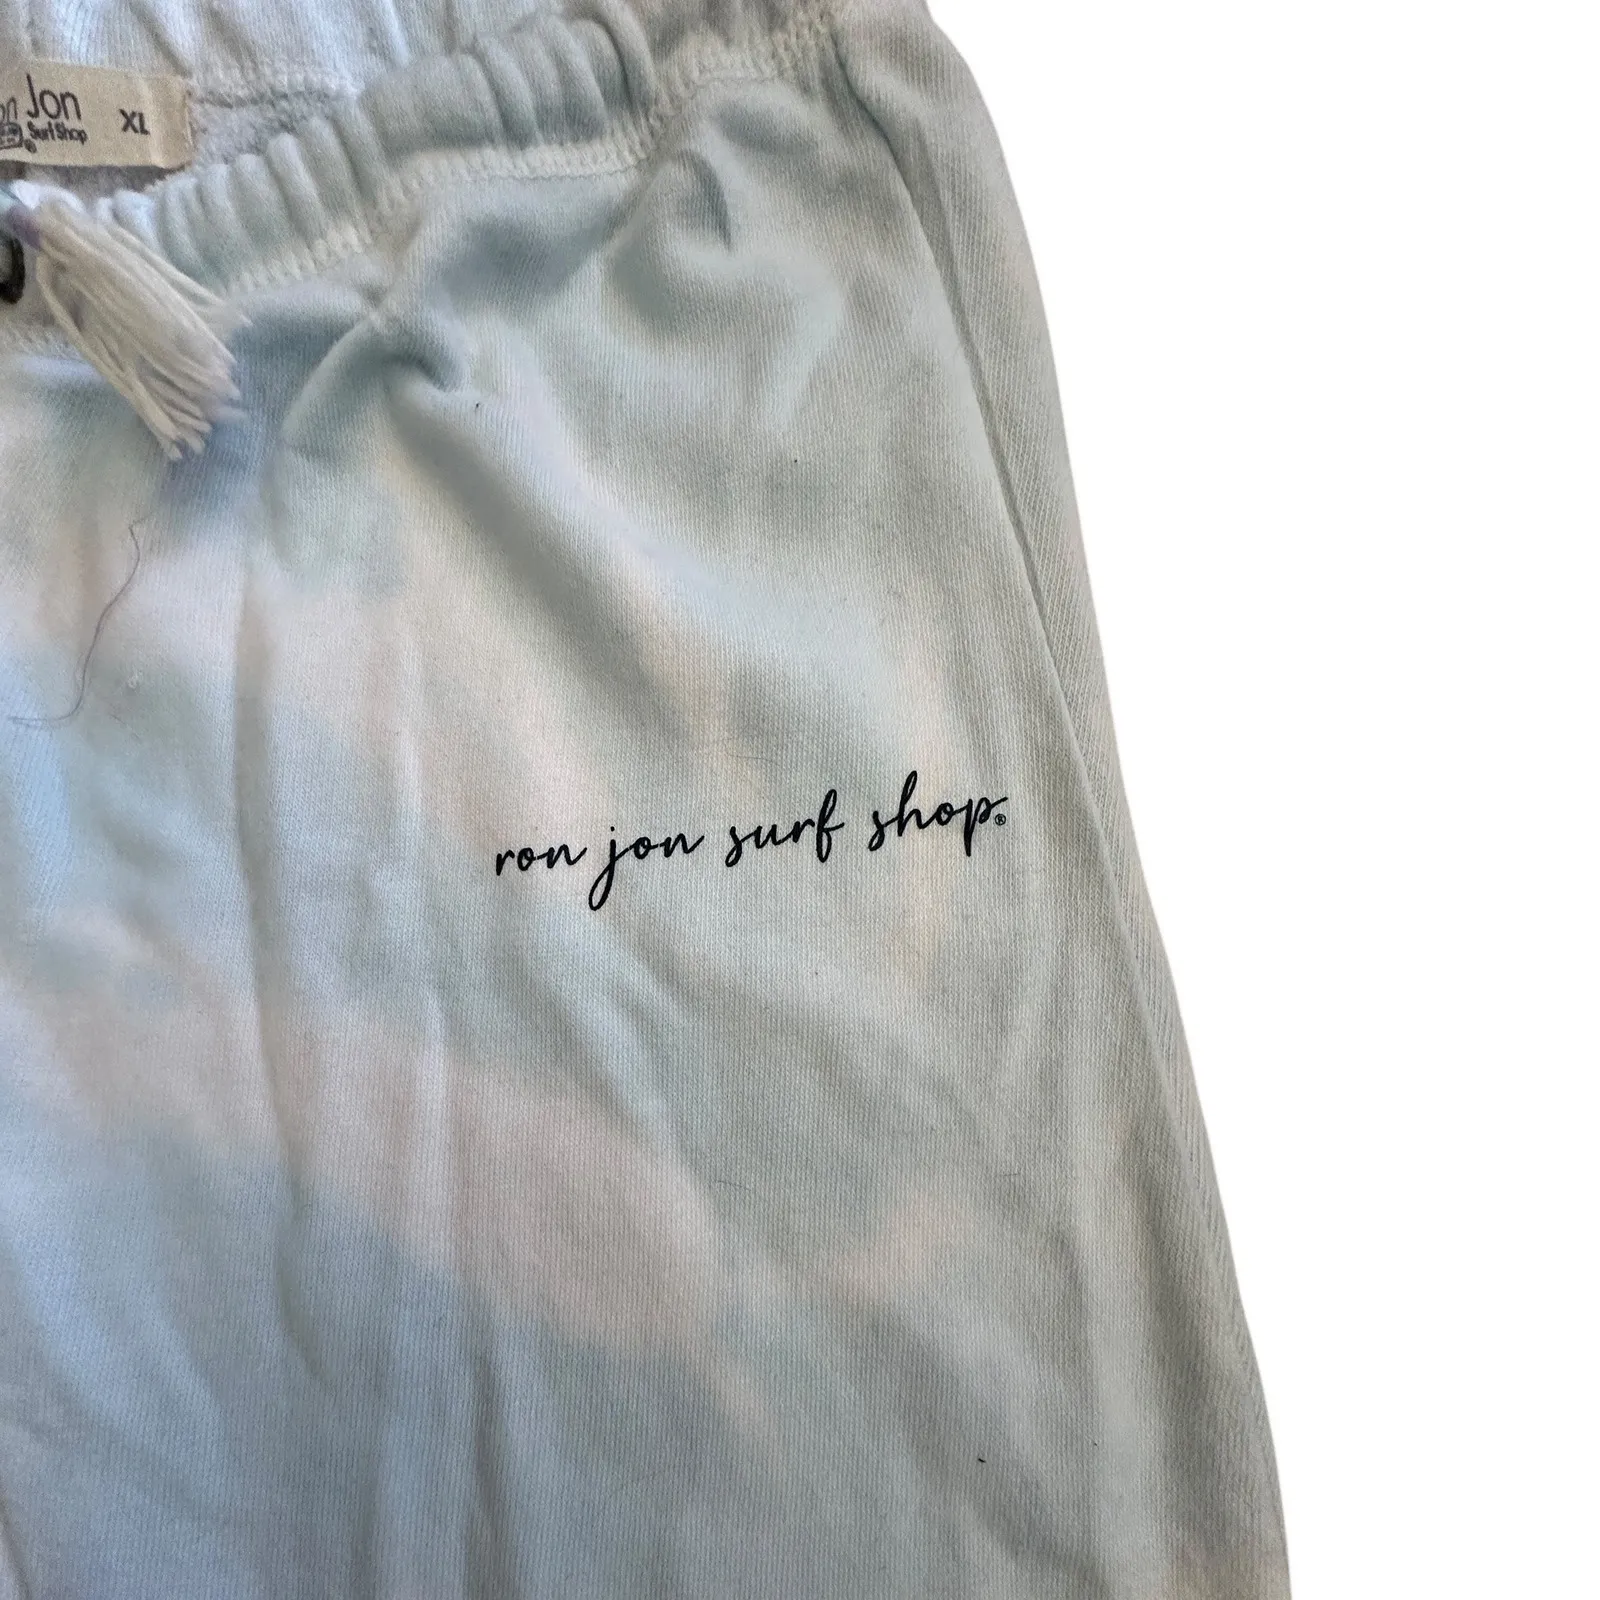 Jon XL
Surf Shop
®
ron jon surf shop®